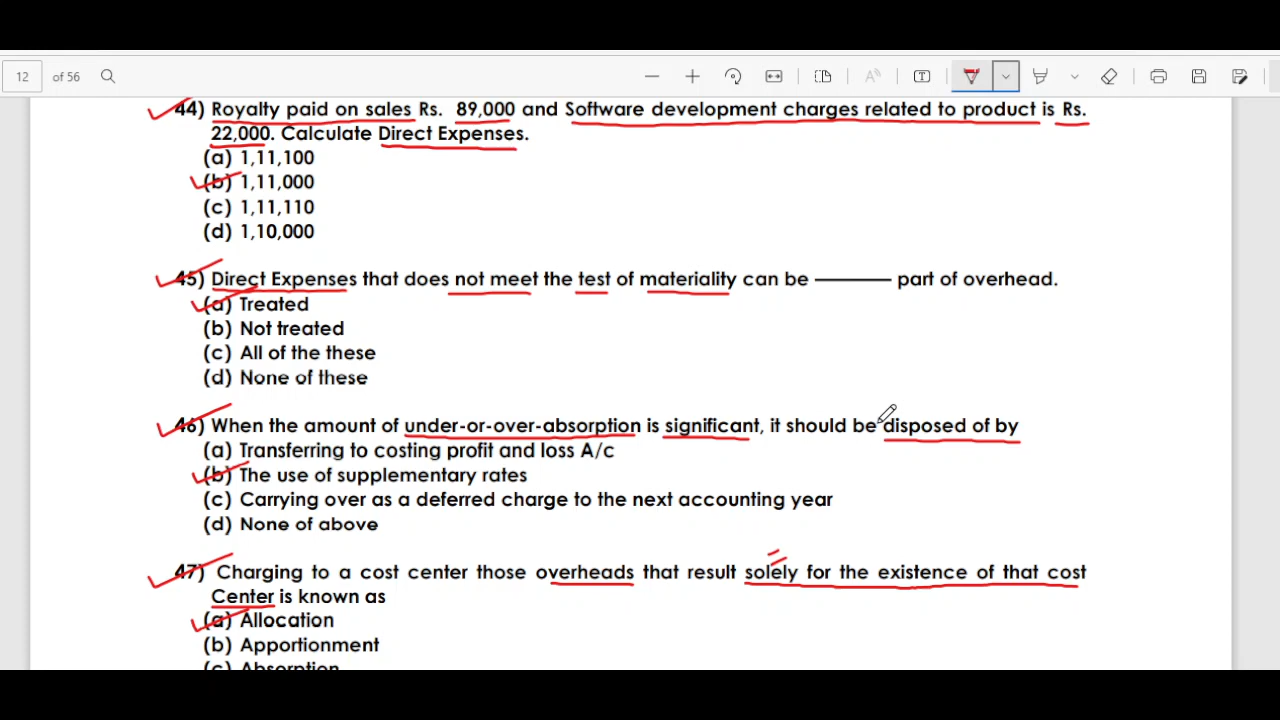 12 of 56
44) Royalty paid on sales Rs. 89,000 and Software development charges related to product is Rs.
22,000. Calculate Direct Expenses.
(a) 1,11,100
(b) 1,11,000
(c) 1,11,110
(d) 1,10,000
45) Direct Expenses that does not meet the test of materiality can be ———— part of overhead.
(a) Treated
(b) Not treated
(c) All of the these
(d) None of these
46) When the amount of under-or-over-absorption is significant, it should be disposed of by
(a) Transferring to costing profit and loss A/c
(b) The use of supplementary rates
(c) Carrying over as a deferred charge to the next accounting year
(d) None of above
47) Charging to a cost center those overheads that result solely for the existence of that cost
Center is known as
(a) Allocation
(b) Apportionment
(c) Absorption